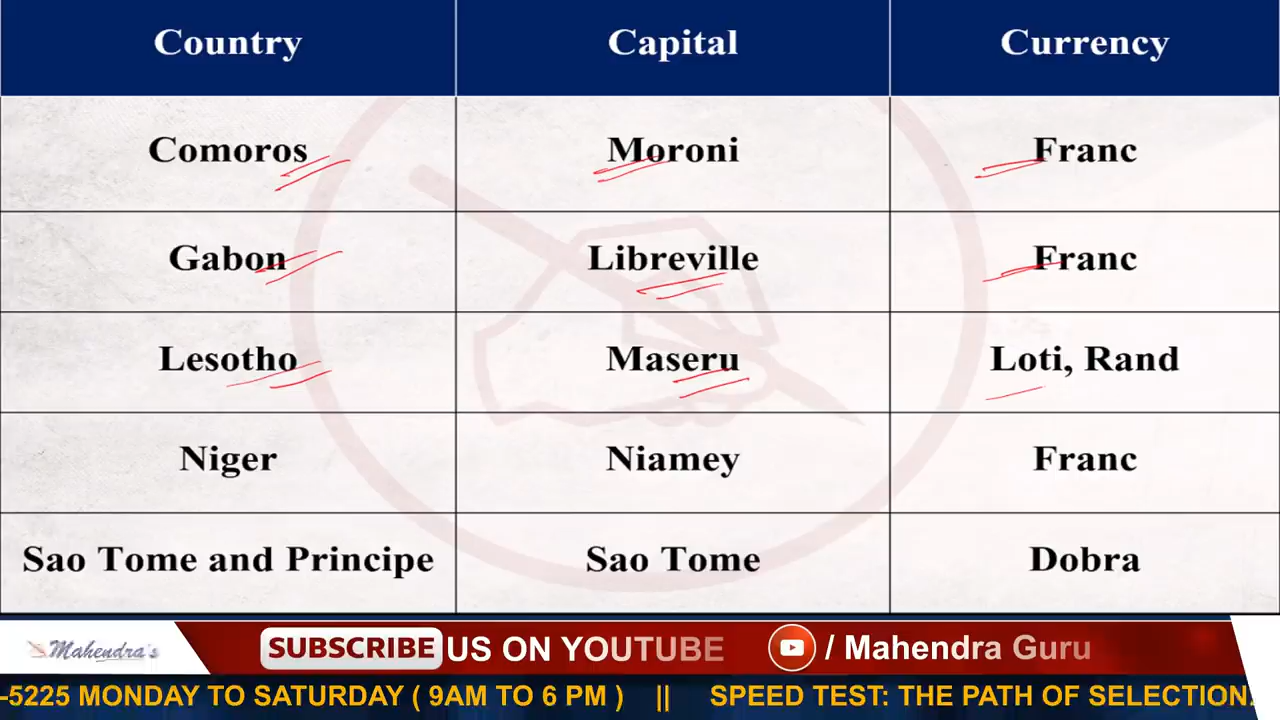 Country Capital Currency
Comoros Moroni Franc
Gabon Libreville Franc
Lesotho Maseru Loti, Rand
Niger Niamey Franc
Sao Tome and Principe Sao Tome Dobra
Mahendra's SUBSCRIBE US ON YOUTUBE / Mahendra Guru
-5225 MONDAY TO SATURDAY ( 9AM TO 6 PM ) || SPEED TEST: THE PATH OF SELECTION.